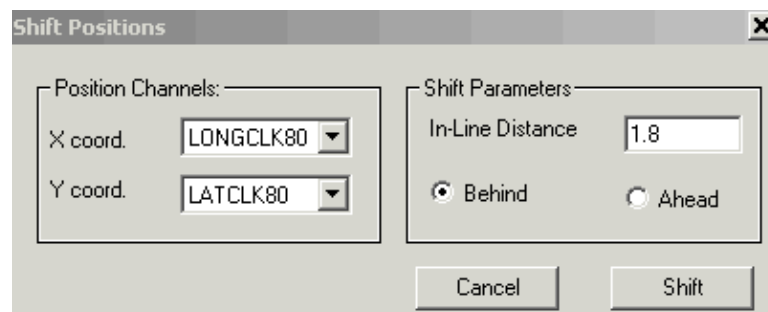 Shift Positions
Position Channels:
X coord. LONGCLK80
Y coord. LATCLK80
Shift Parameters
In-Line Distance 1.8
Behind Ahead
Cancel Shift